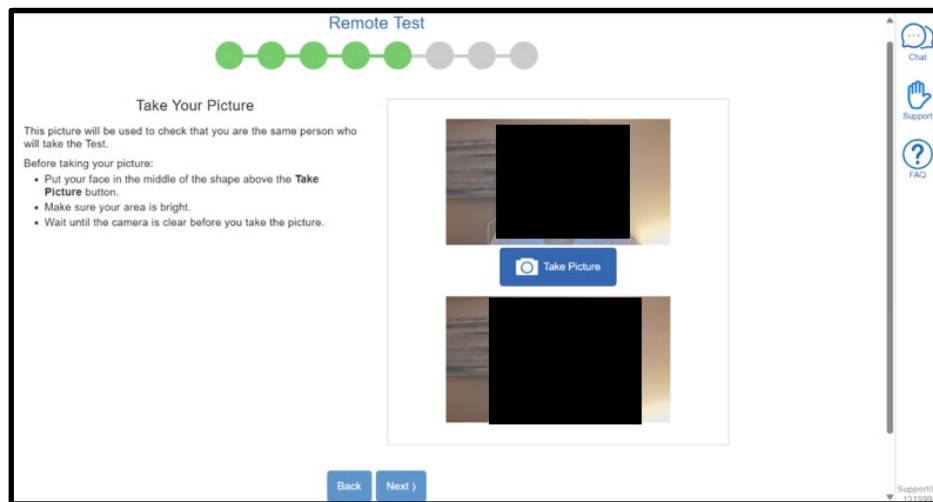 Remote Test
Chat
Support
FAQ
Take Your Picture
This picture will be used to check that you are the same person who
will take the Test.
Before taking your picture:
• Put your face in the middle of the shape above the Take
Picture button.
• Make sure your area is bright.
• Wait until the camera is clear before you take the picture.
Take Picture
Back
Next ⟩